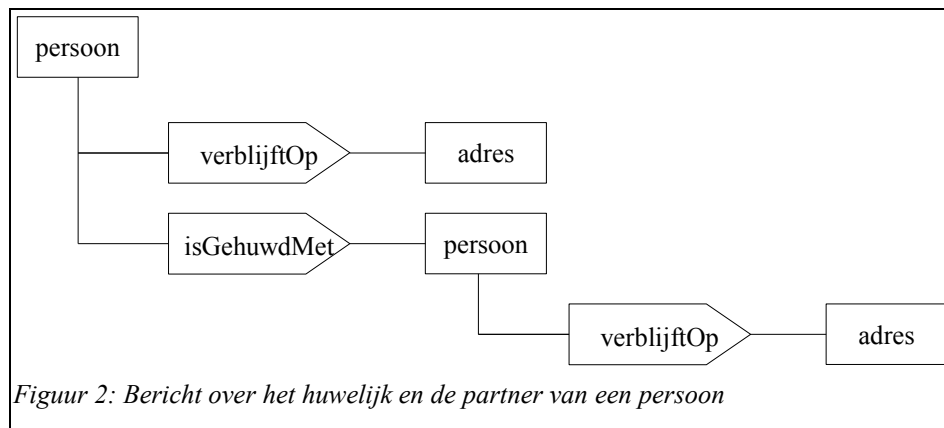 persoon
verblijftOp
adres
isGehuwdMet
persoon
verblijftOp
adres
Figuur 2: Bericht over het huwelijk en de partner van een persoon